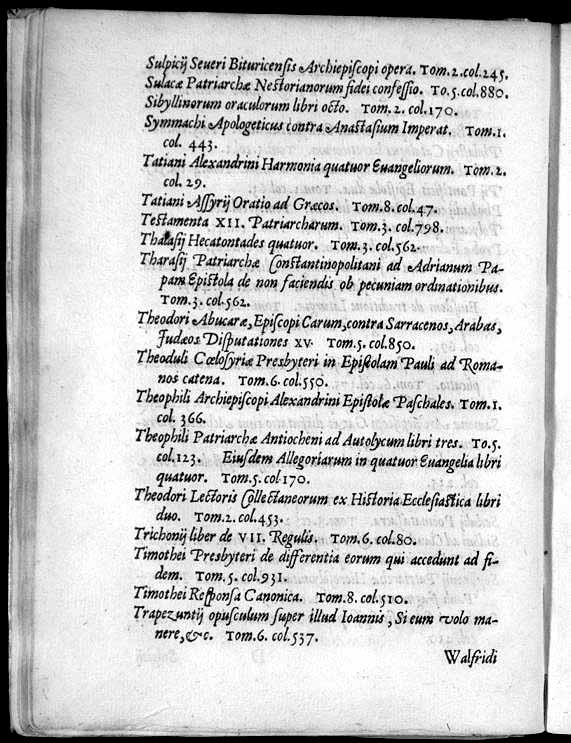 Sulpicij Seueri Bituricensis Archiepiscopi opera. Tom.2.col.245.
Sulacæ Patriarchæ Nestorianorum fidei confessio. To.5.col.880.
Sibyllinorum oraculorum libri octo. Tom.2. col.170.
Symmachi Apologeticus contra Anastasium Imperat. Tom.1.
col. 443.
Tatiani Alexandrini Harmonia quatuor Euangeliorum. Tom.2.
col. 29.
Tatiani Assyrij Oratio ad Græcos. Tom.8.col.47.
Testamenta XII. Patriarcharum. Tom.3.col.798.
Thalasij Hecatontades quatuor. Tom.3.col.562.
Tharasij Patriarchæ Constantinopolitani ad Adrianum Pa-
pam Epistola de non faciendis ob pecuniam ordinationibus.
Tom.3.col.562.
Theodori Abucaræ, Episcopi Carum, contra Sarracenos, Arabas,
Judæos Disputationes XV. Tom.5.col.850.
Theoduli Cœlosyriæ Presbyteri in Epistolam Pauli ad Roma-
nos catena. Tom.6.col.550.
Theophili Archiepiscopi Alexandrini Epistolæ Paschales. Tom.1.
col. 366.
Theophili Patriarchæ Antiocheni ad Autolycum libri tres. To.5.
col.123. Eiusdem Allegoriarum in quatuor Euangelia libri
quatuor. Tom.5.col170.
Theodori Lectoris Collectaneorum ex Historia Ecclesiastica libri
duo. Tom.2.col.453.
Trichonij liber de VII. Regulis. Tom.6.col.80.
Timothei Presbyteri de differentia eorum qui accedunt ad fi-
dem. Tom.5.col.931.
Timothei Responsa Canonica. Tom.8.col.510.
Trapezuntij opusculum super illud Ioannis, Si eum volo ma-
nere, &c. Tom.6.col.537.
Walfridi